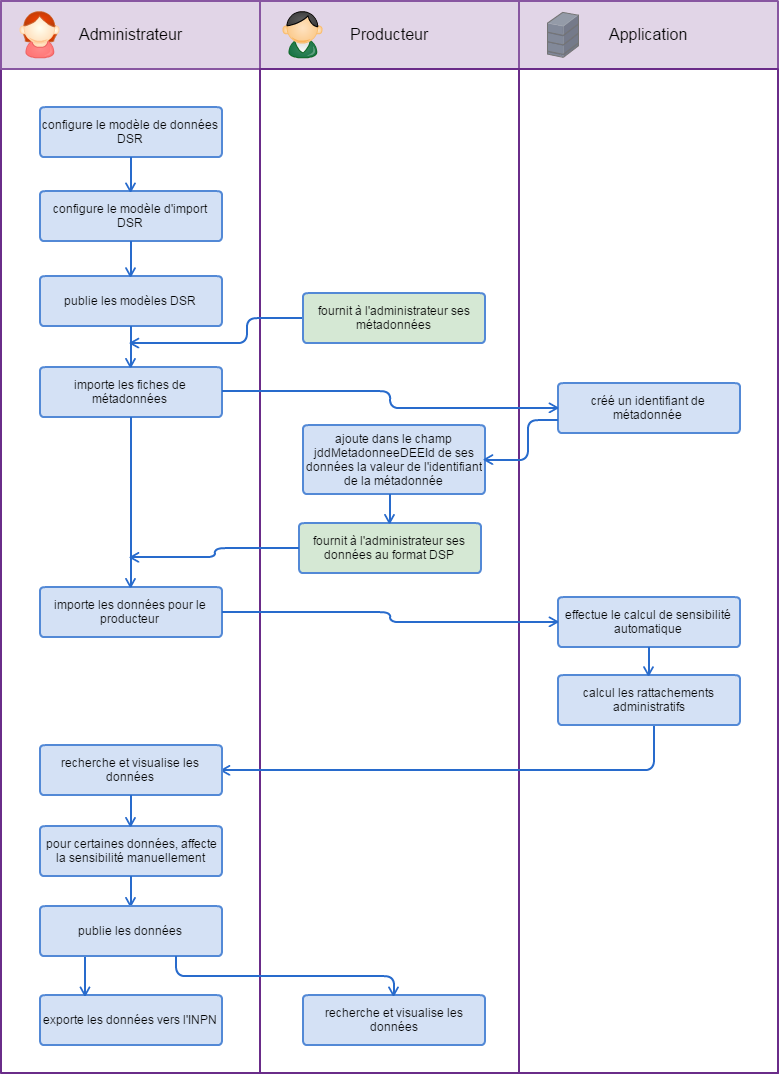 Administrateur
Producteur
Application
configure le modèle de données
DSR
configure le modèle d'import
DSR
publie les modèles DSR
fournit à l'administrateur ses
métadonnées
importe les fiches de
métadonnées
créé un identifiant de
métadonnée
ajoute dans le champ
jddMetadonneeDEEId de ses
données la valeur de l'identifiant
de la métadonnée
fournit à l'administrateur ses
données au format DSP
importe les données pour le
producteur
effectue le calcul de sensibilité
automatique
calcul les rattachements
administratifs
recherche et visualise les
données
pour certaines données, affecte
la sensibilité manuellement
publie les données
exporte les données vers l'INPN
recherche et visualise les
données